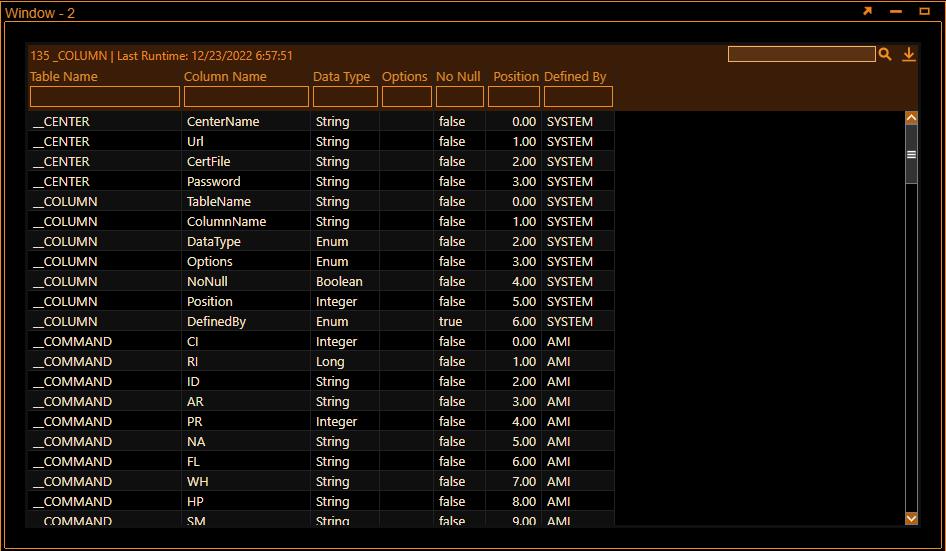 Window - 2
135 _COLUMN | Last Runtime: 12/23/2022 6:57:51
Table Name Column Name Data Type Options No Null Position Defined By
__CENTER CenterName String false 0.00 SYSTEM
__CENTER Url String false 1.00 SYSTEM
__CENTER CertFile String false 2.00 SYSTEM
__CENTER Password String false 3.00 SYSTEM
__COLUMN TableName String false 0.00 SYSTEM
__COLUMN ColumnName String false 1.00 SYSTEM
__COLUMN DataType Enum false 2.00 SYSTEM
__COLUMN Options Enum false 3.00 SYSTEM
__COLUMN NoNull Boolean false 4.00 SYSTEM
__COLUMN Position Integer false 5.00 SYSTEM
__COLUMN DefinedBy Enum true 6.00 SYSTEM
__COMMAND CI Integer false 0.00 AMI
__COMMAND RI Long false 1.00 AMI
__COMMAND ID String false 2.00 AMI
__COMMAND AR String false 3.00 AMI
__COMMAND PR Integer false 4.00 AMI
__COMMAND NA String false 5.00 AMI
__COMMAND FL String false 6.00 AMI
__COMMAND WH String false 7.00 AMI
__COMMAND HP String false 8.00 AMI
__COMMAND SM String false 9.00 AMI